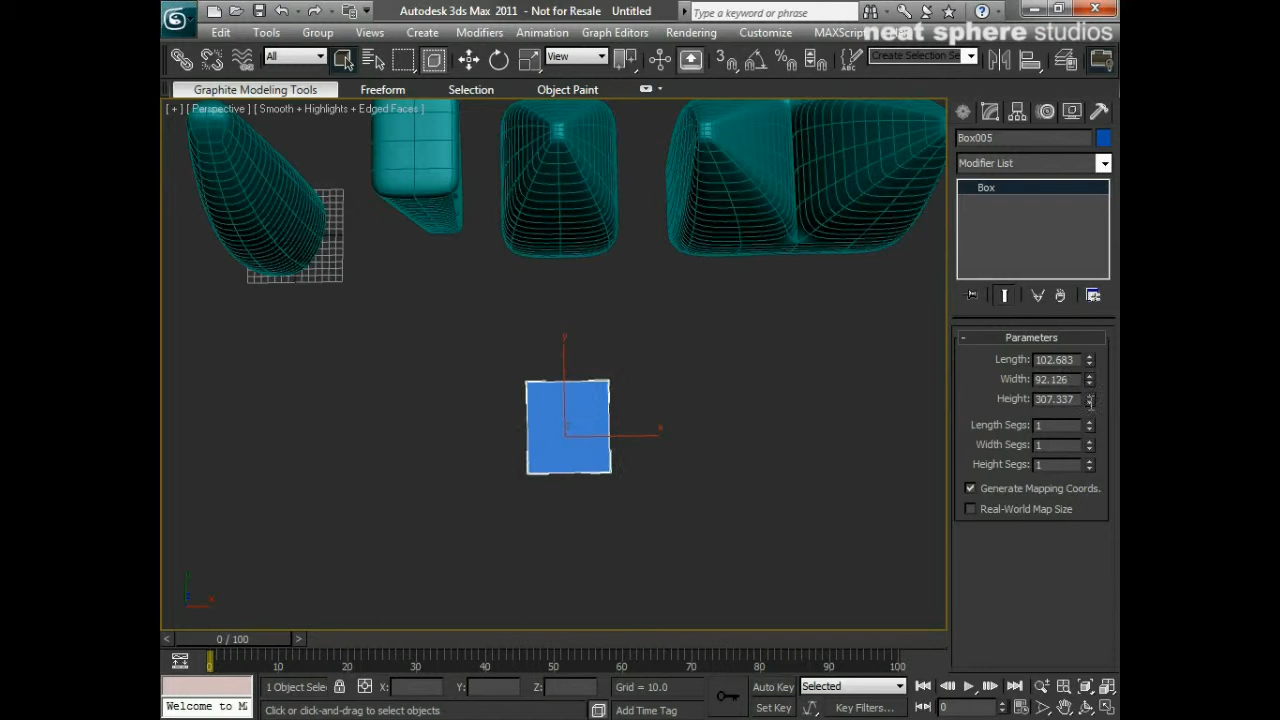 Autodesk 3ds Max 2011 - Not for Resale Untitled
Type a keyword or phrase
neat sphere studios
Edit Tools Group Views Create Modifiers Animation Graph Editors Rendering Customize MAXScript
All
View
Create Selection Se
Graphite Modeling Tools Freeform Selection Object Paint
[ + ] [ Perspective ] [ Smooth + Highlights + Edged Faces ]
Box005
Modifier List
Box
Parameters
Length: 102.683
Width: 92.126
Height: 307.337
Length Segs: 1
Width Segs: 1
Height Segs: 1
Generate Mapping Coords.
Real-World Map Size
y
x
x
0 / 100
0 10 20 30 40 50 60 70 80 90 100
1 Object Sele X: Y: Z: Grid = 10.0 Auto Key Selected
Welcome to M Click or click-and-drag to select objects Add Time Tag Set Key Key Filters... 0